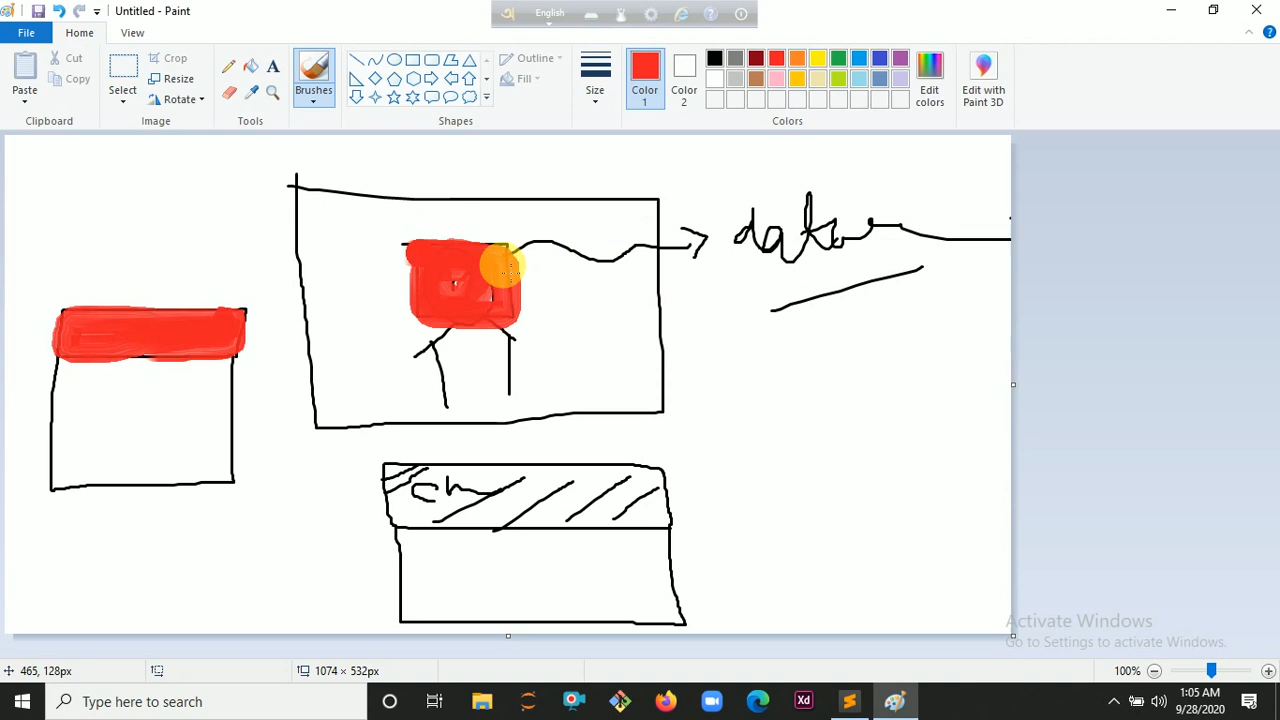 Untitled - Paint
English
File
Home
View
Paste
Cut
Copy
Clipboard
Select
Crop
Resize
Rotate
Image
A
Tools
Brushes
Shapes
Outline
Fill
Size
Color 1
Color 2
Edit colors
Edit with Paint 3D
Colors
Ch
Activate Windows
Go to Settings to activate Windows.
465, 128px
1074 × 532px
100%
Type here to search
Xd
1:05 AM
9/28/2020